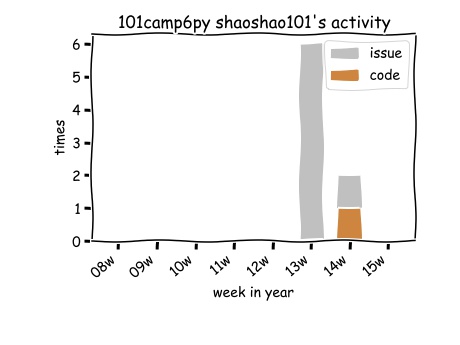 101camp6py shaoshao101's activity
issue
code
times
6
5
4
3
2
1
0
08w 09w 10w 11w 12w 13w 14w 15w
week in year